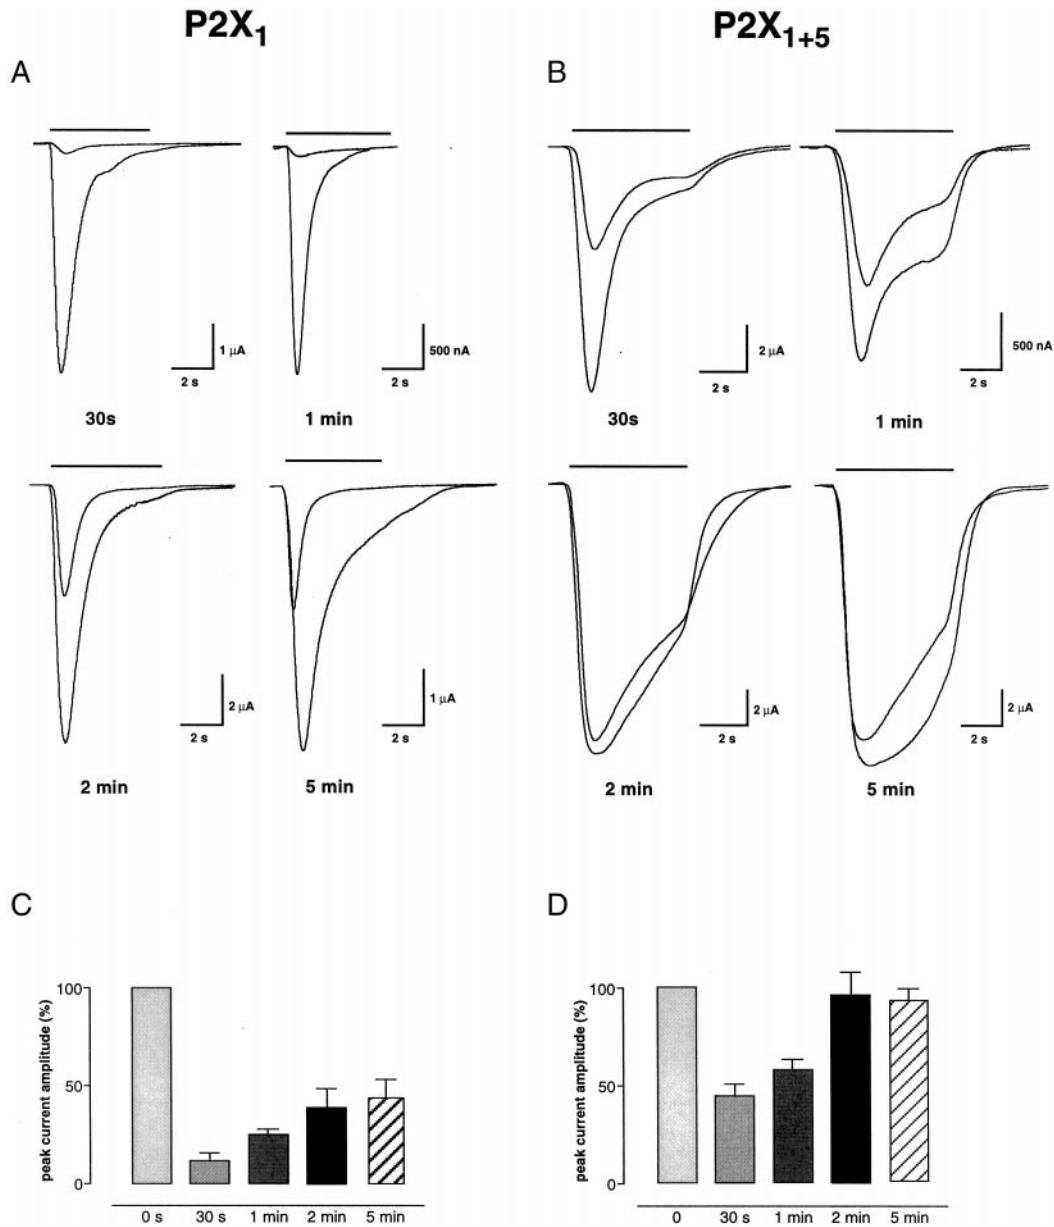 P2X1 P2X1+5
A B
1 μA 500 nA 2 μA 500 nA
2 s 2 s 2 s 2 s
30s 1 min 30s 1 min
2 μA 1 μA 2 μA 2 μA
2 s 2 s 2 s 2 s
2 min 5 min 2 min 5 min
C D
peak current amplitude (%)
100
50
0
0 s 30 s 1 min 2 min 5 min
peak current amplitude (%)
100
50
0
0 30 s 1 min 2 min 5 min